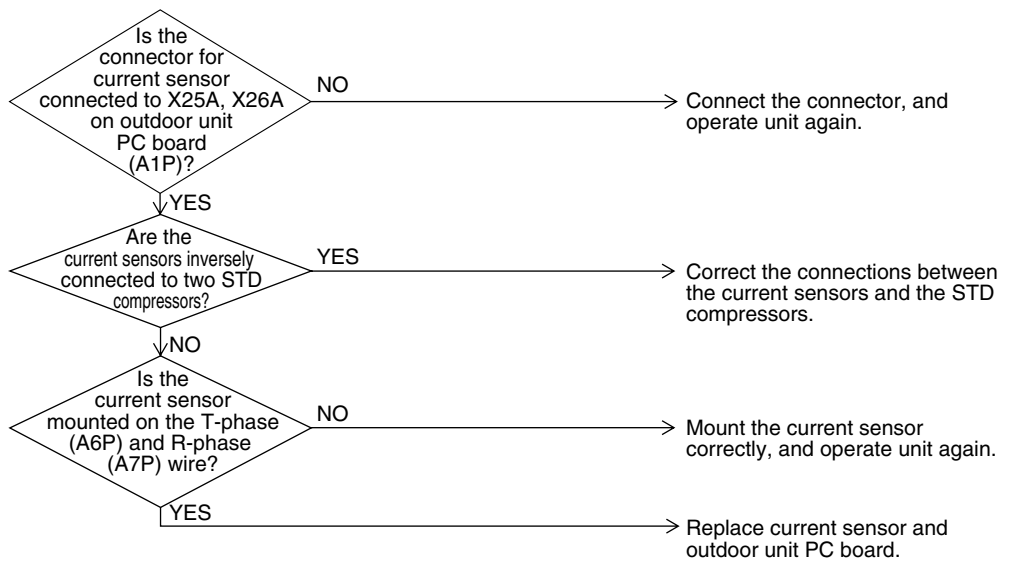 Is the
connector for
current sensor
connected to X25A, X26A
on outdoor unit
PC board
(A1P)?
NO
Connect the connector, and
operate unit again.
YES
Are the
current sensors inversely
connected to two STD
compressors?
YES
Correct the connections between
the current sensors and the STD
compressors.
NO
Is the
current sensor
mounted on the T-phase
(A6P) and R-phase
(A7P) wire?
NO
Mount the current sensor
correctly, and operate unit again.
YES
Replace current sensor and
outdoor unit PC board.